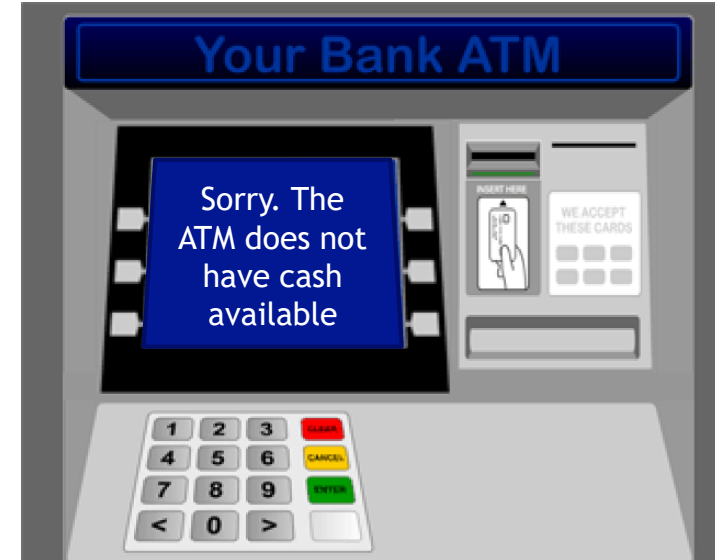 Your Bank ATM
Sorry. The
ATM does not
have cash
available
INSERT HERE
WE ACCEPT
THESE CARDS
1 2 3 CLEAR
4 5 6 CANCEL
7 8 9 ENTER
< 0 >